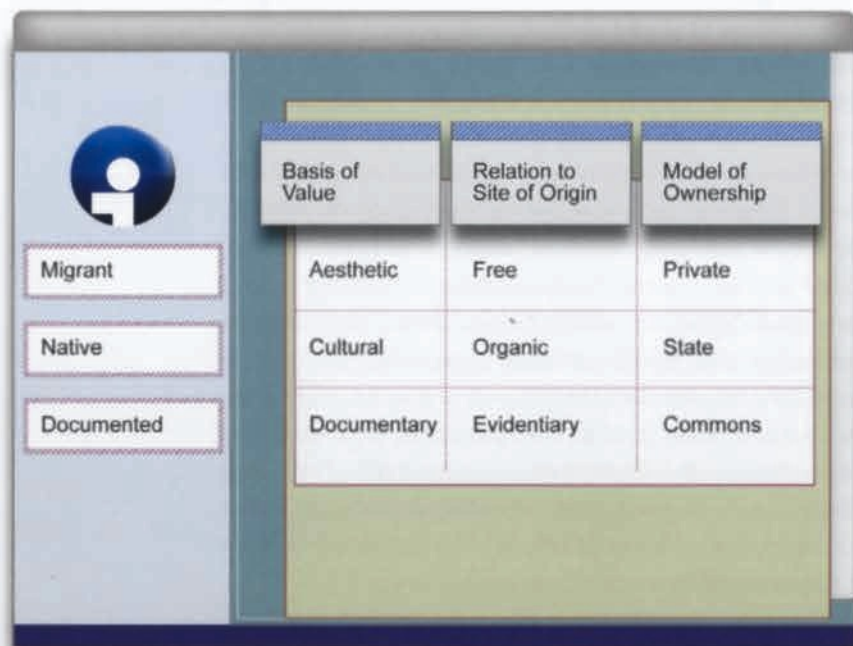 Basis of
Value
Relation to
Site of Origin
Model of
Ownership
Migrant
Aesthetic
Free
Private
Native
Cultural
Organic
State
Documented
Documentary
Evidentiary
Commons